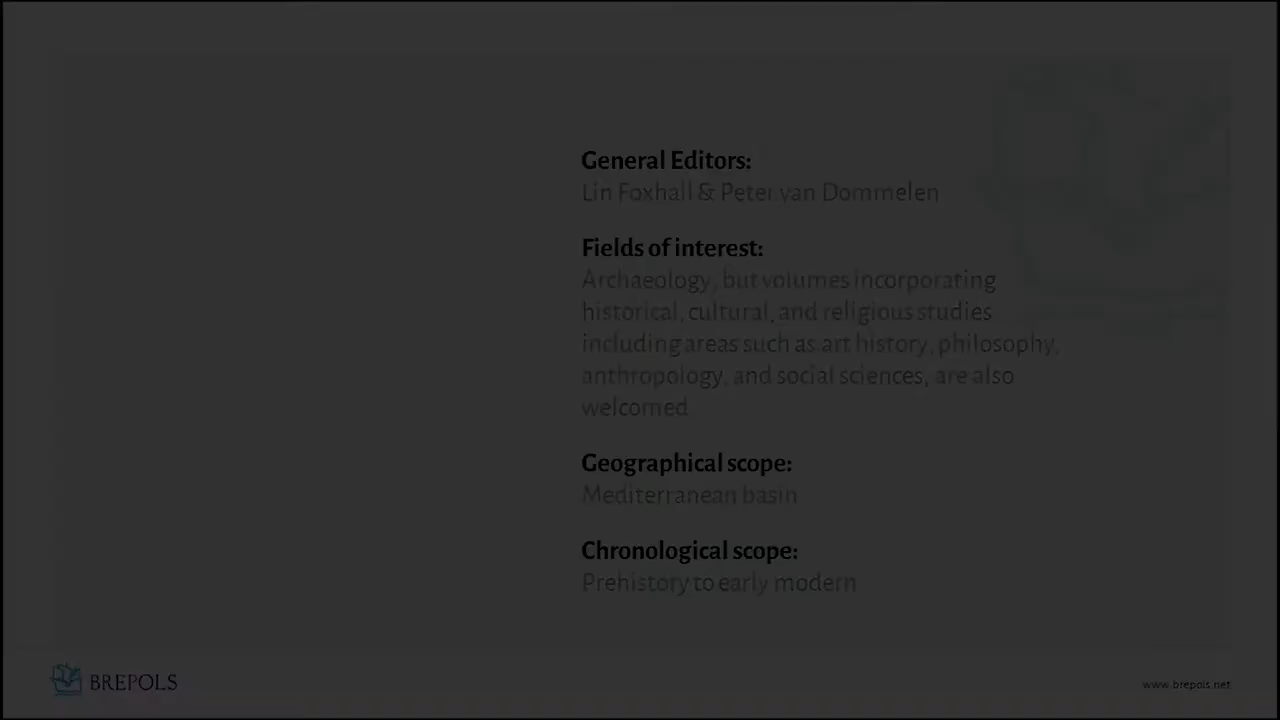 General Editors:
Lin Foxhall & Peter van Dommelen
Fields of interest:
Archaeology, but volumes incorporating
historical, cultural, and religious studies
including areas such as art history, philosophy,
anthropology, and social sciences, are also
welcomed
Geographical scope:
Mediterranean basin
Chronological scope:
Prehistory to early modern
BREPOLS
www.brepols.net